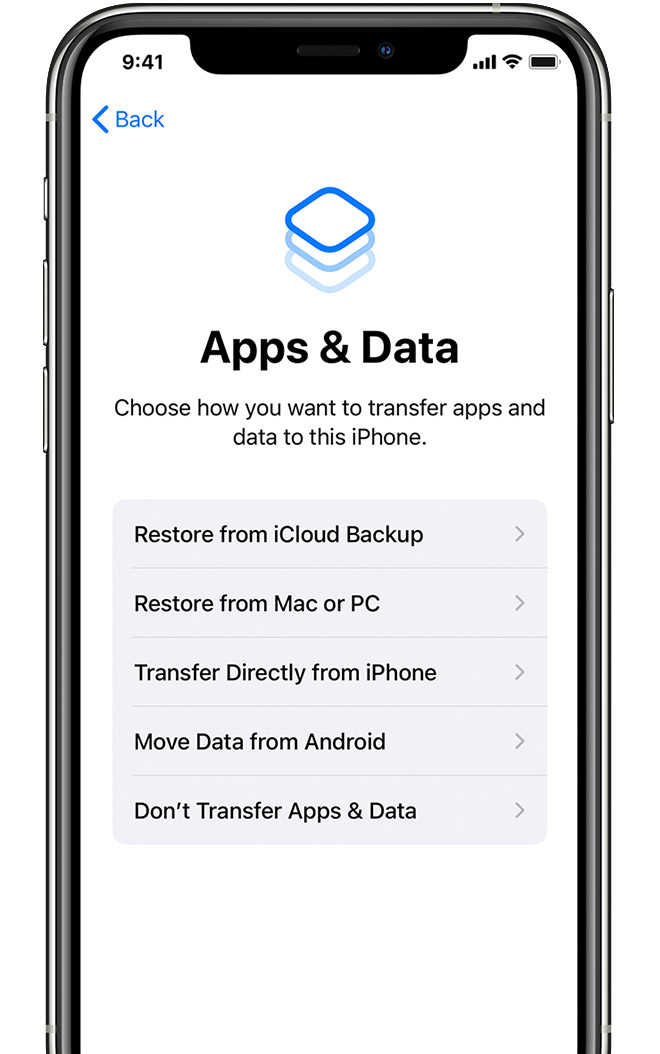 9:41
Back
Apps & Data
Choose how you want to transfer apps and
data to this iPhone.
Restore from iCloud Backup
Restore from Mac or PC
Transfer Directly from iPhone
Move Data from Android
Don’t Transfer Apps & Data